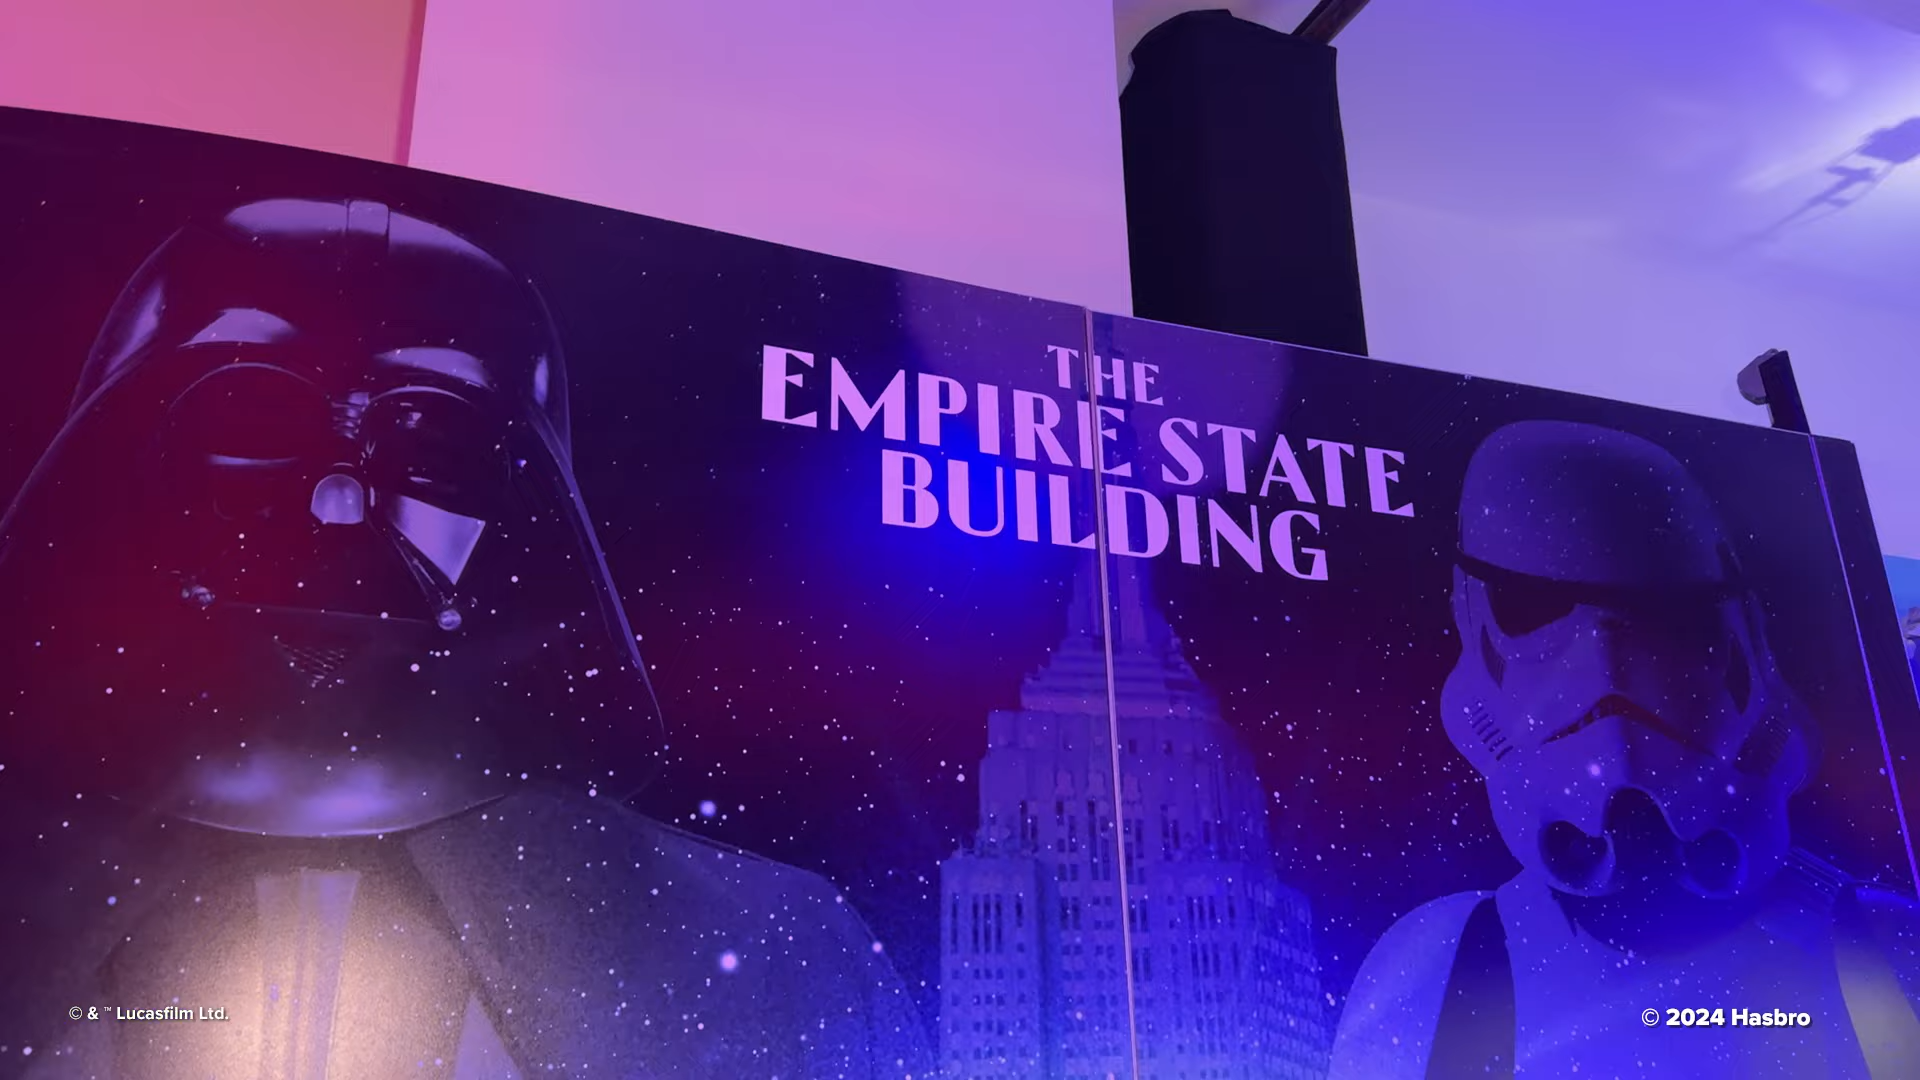 THE
EMPIRE STATE
BUILDING
© & ™ Lucasfilm Ltd.
© 2024 Hasbro